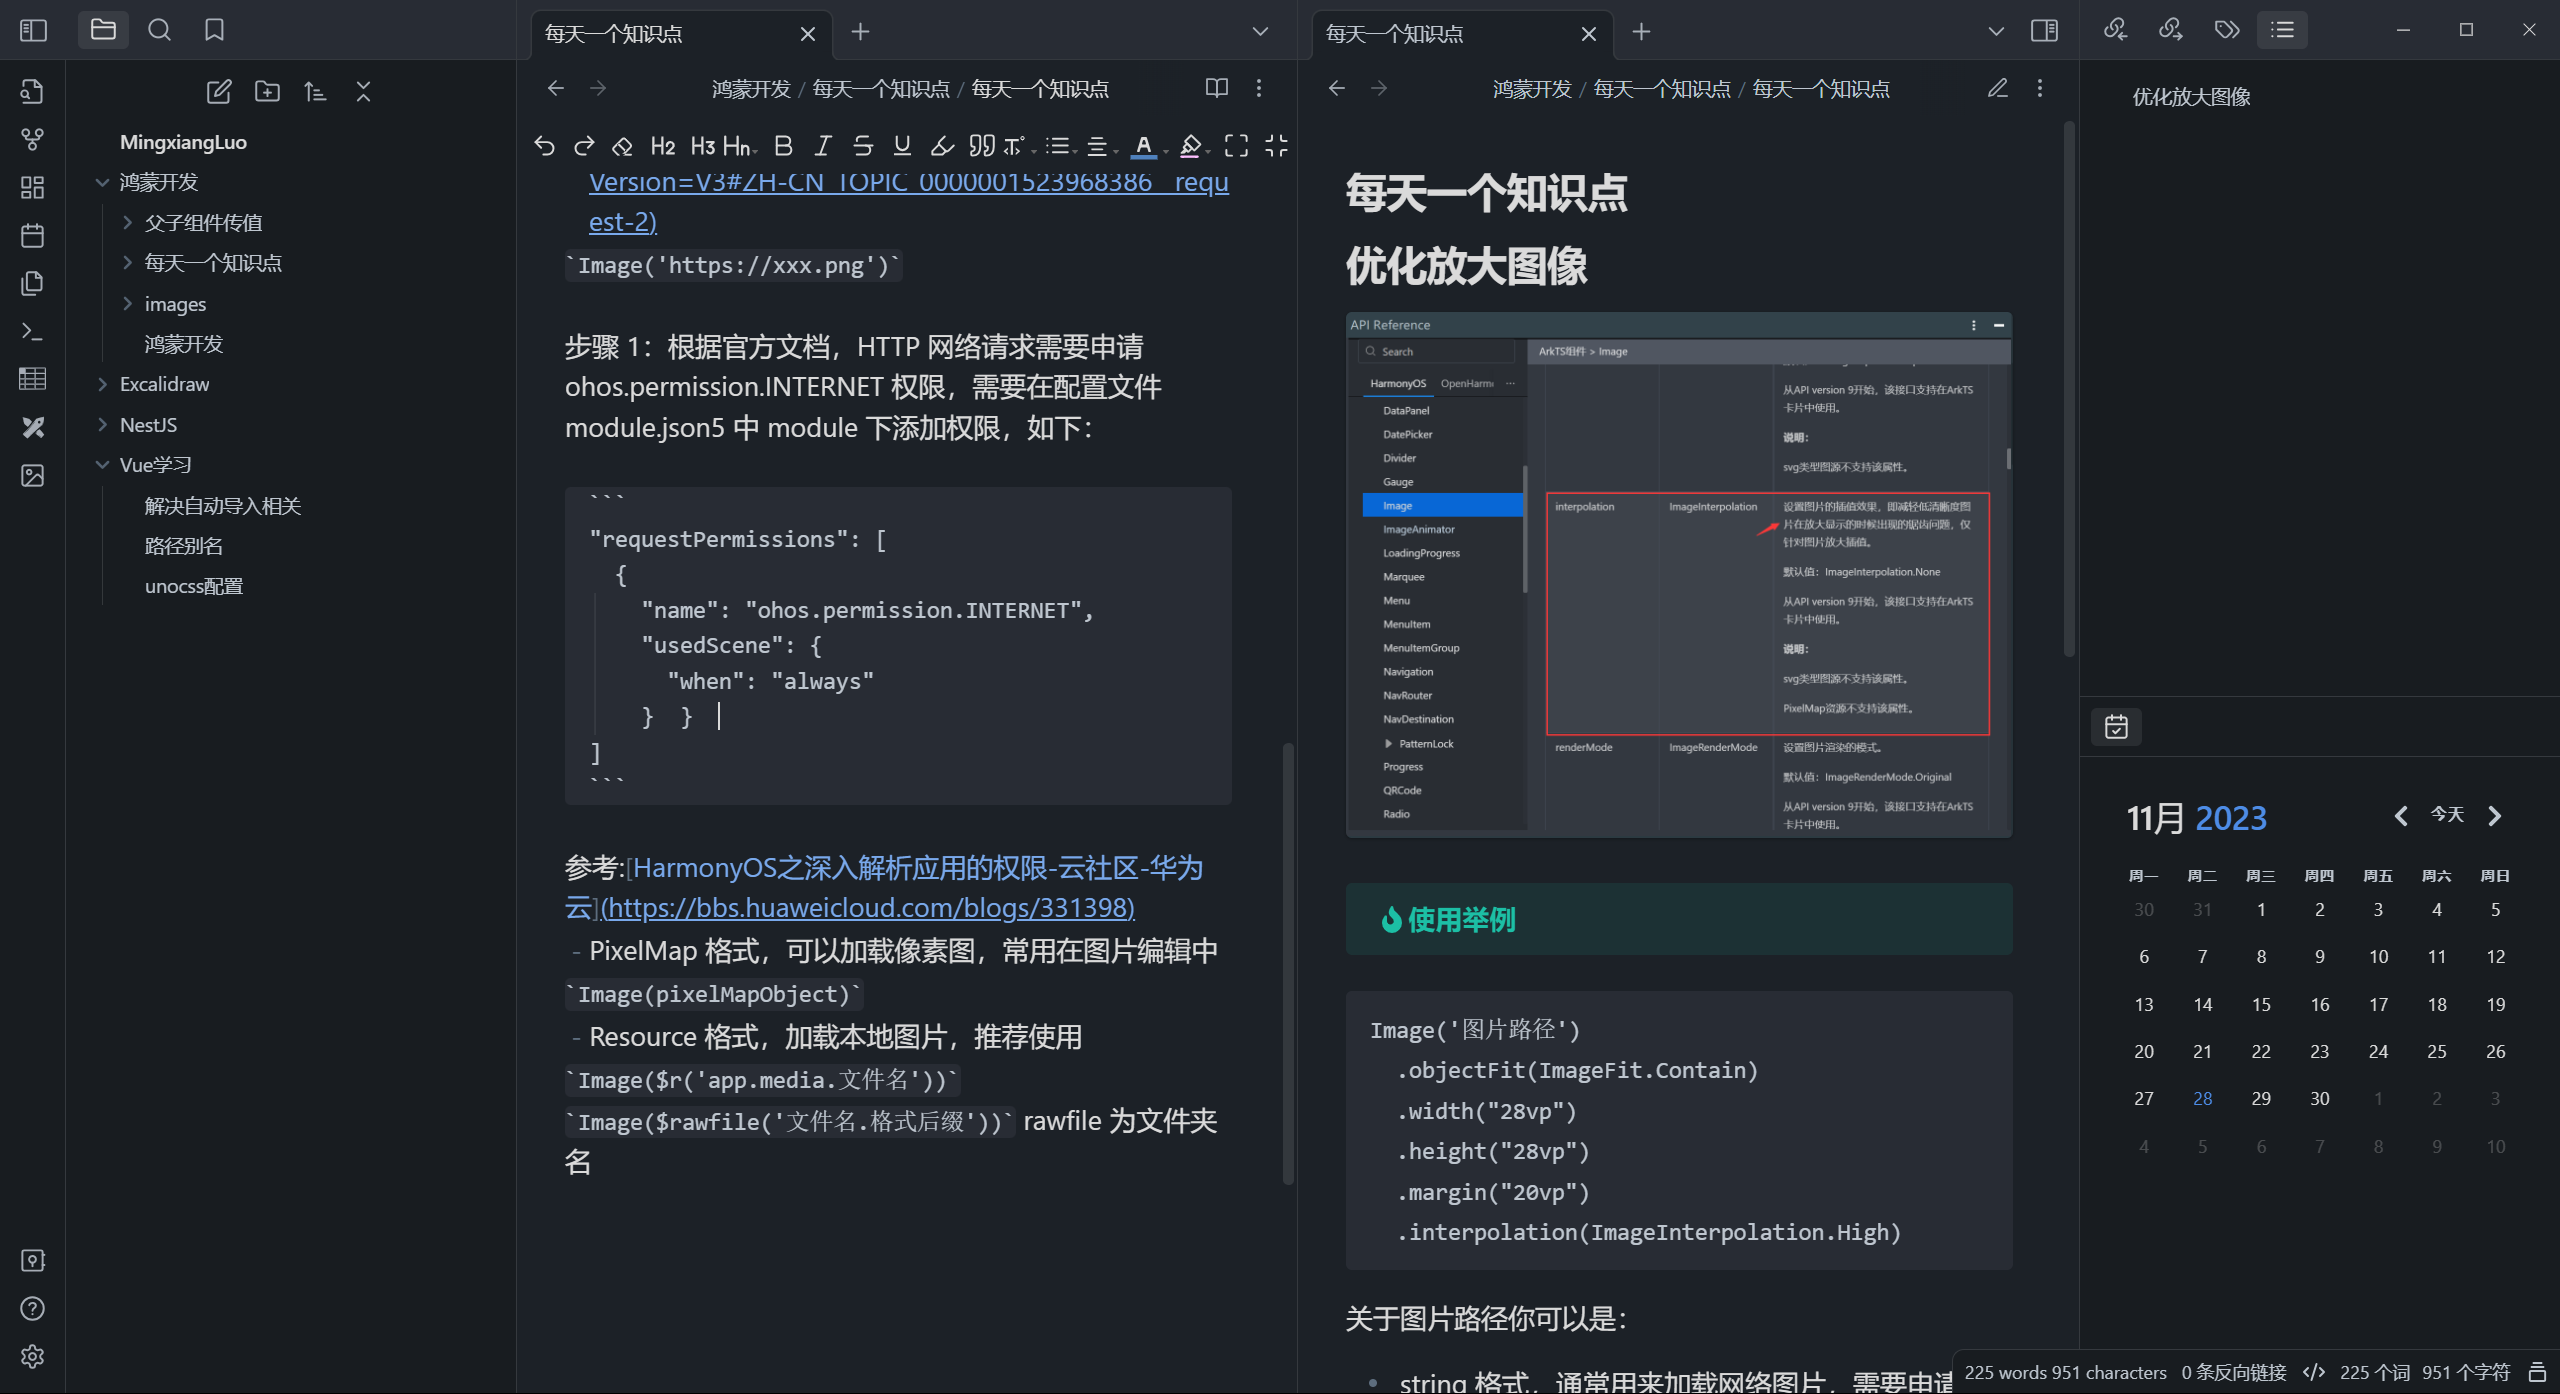 每天一个知识点
每天一个知识点
鸿蒙开发 / 每天一个知识点 / 每天一个知识点
鸿蒙开发 / 每天一个知识点 / 每天一个知识点
MingxiangLuo
鸿蒙开发
父子组件传值
每天一个知识点
images
鸿蒙开发
Excalidraw
NestJS
Vue学习
解决自动导入相关
路径别名
unocss配置
H2 H3 Hn B I S U A
Version=V3#ZH-CN_TOPIC_0000001523968386__requ
est-2)
`Image('https://xxx.png')`
步骤 1：根据官方文档，HTTP 网络请求需要申请
ohos.permission.INTERNET 权限，需要在配置文件
module.json5 中 module 下添加权限，如下：
```
"requestPermissions": [
{
"name": "ohos.permission.INTERNET",
"usedScene": {
"when": "always"
} }
]
```
参考:[HarmonyOS之深入解析应用的权限-云社区-华为
云](https://bbs.huaweicloud.com/blogs/331398)
- PixelMap 格式，可以加载像素图，常用在图片编辑中
`Image(pixelMapObject)`
- Resource 格式，加载本地图片，推荐使用
`Image($r('app.media.文件名'))`
`Image($rawfile('文件名.格式后缀'))` rawfile 为文件夹
名
每天一个知识点
优化放大图像
API Reference
Search
HarmonyOS OpenHarm ···
DataPanel
DatePicker
Divider
Gauge
Image
ImageAnimator
LoadingProgress
Marquee
Menu
MenuItem
MenuItemGroup
Navigation
NavRouter
NavDestination
PatternLock
Progress
QRCode
Radio
ArkTS组件 > Image
从API version 9开始，该接口支持在ArkTS
卡片中使用。
说明：
svg类型图源不支持该属性。
interpolation ImageInterpolation 设置图片的插值效果，即减轻低清晰度图
片在放大显示的时候出现的锯齿问题，仅
针对图片放大插值。
默认值：ImageInterpolation.None
从API version 9开始，该接口支持在ArkTS
卡片中使用。
说明：
svg类型图源不支持该属性。
PixelMap资源不支持该属性。
renderMode ImageRenderMode 设置图片渲染的模式。
默认值：ImageRenderMode.Original
从API version 9开始，该接口支持在ArkTS
卡片中使用。
使用举例
Image('图片路径')
.objectFit(ImageFit.Contain)
.width("28vp")
.height("28vp")
.margin("20vp")
.interpolation(ImageInterpolation.High)
关于图片路径你可以是：
• string 格式，通常用来加载网络图片，需要申请
优化放大图像
11月 2023 今天
周一 周二 周三 周四 周五 周六 周日
30 31 1 2 3 4 5
6 7 8 9 10 11 12
13 14 15 16 17 18 19
20 21 22 23 24 25 26
27 28 29 30 1 2 3
4 5 6 7 8 9 10
225 words 951 characters 0 条反向链接 </> 225 个词 951 个字符